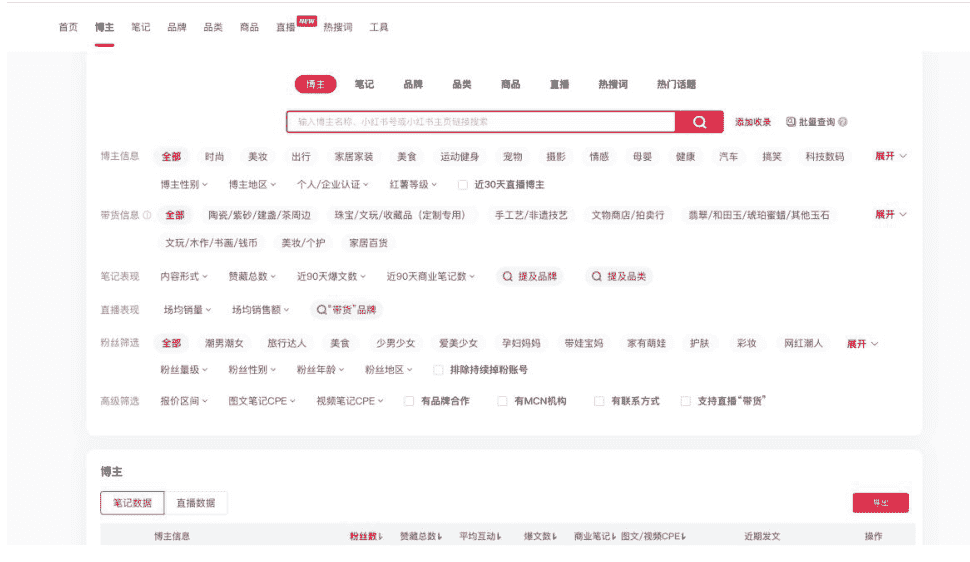 首页 博主 笔记 品牌 品类 商品 直播 NEW 热搜词 工具
博主 笔记 品牌 品类 商品 直播 热搜词 热门话题
输入博主名称、小红书号或小红书主页链接搜索 添加收录 批量查询
博主信息 全部 时尚 美妆 出行 家居家装 美食 运动健身 宠物 摄影 情感 母婴 健康 汽车 搞笑 科技数码 展开
博主性别 博主地区 个人/企业认证 红薯等级 近30天直播博主
带货信息 全部 陶瓷/紫砂/建盏/茶周边 珠宝/文玩/收藏品（定制专用） 手工艺/非遗技艺 文物商店/拍卖行 翡翠/和田玉/琥珀蜜蜡/其他玉石 展开
文玩/木作/书画/钱币 美妆/个护 家居百货
笔记表现 内容形式 赞藏总数 近90天爆文数 近90天商业笔记数 提及品牌 提及品类
直播表现 场均销量 场均销售额 “带货”品牌
粉丝筛选 全部 潮男潮女 旅行达人 美食 少男少女 爱美少女 孕妇妈妈 带娃宝妈 家有萌娃 护肤 彩妆 网红潮人 展开
粉丝量级 粉丝性别 粉丝年龄 粉丝地区 排除持续掉粉账号
高级筛选 报价区间 图文笔记CPE 视频笔记CPE 有品牌合作 有MCN机构 有联系方式 支持直播“带货”
博主
笔记数据 直播数据 导出
博主信息 粉丝数 赞藏总数 平均互动 爆文数 商业笔记 图文/视频CPE 近期发文 操作